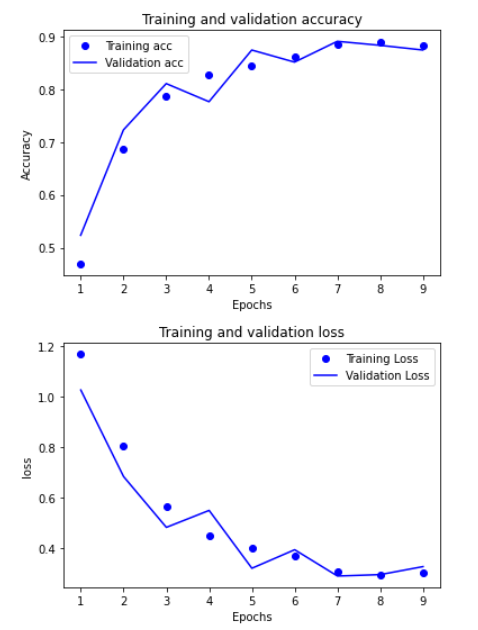 Training and validation accuracy
0.9
Training acc
Validation acc
0.8
0.7
Accuracy
0.6
0.5
1 2 3 4 5 6 7 8 9
Epochs
Training and validation loss
1.2
Training Loss
Validation Loss
1.0
0.8
loss
0.6
0.4
1 2 3 4 5 6 7 8 9
Epochs